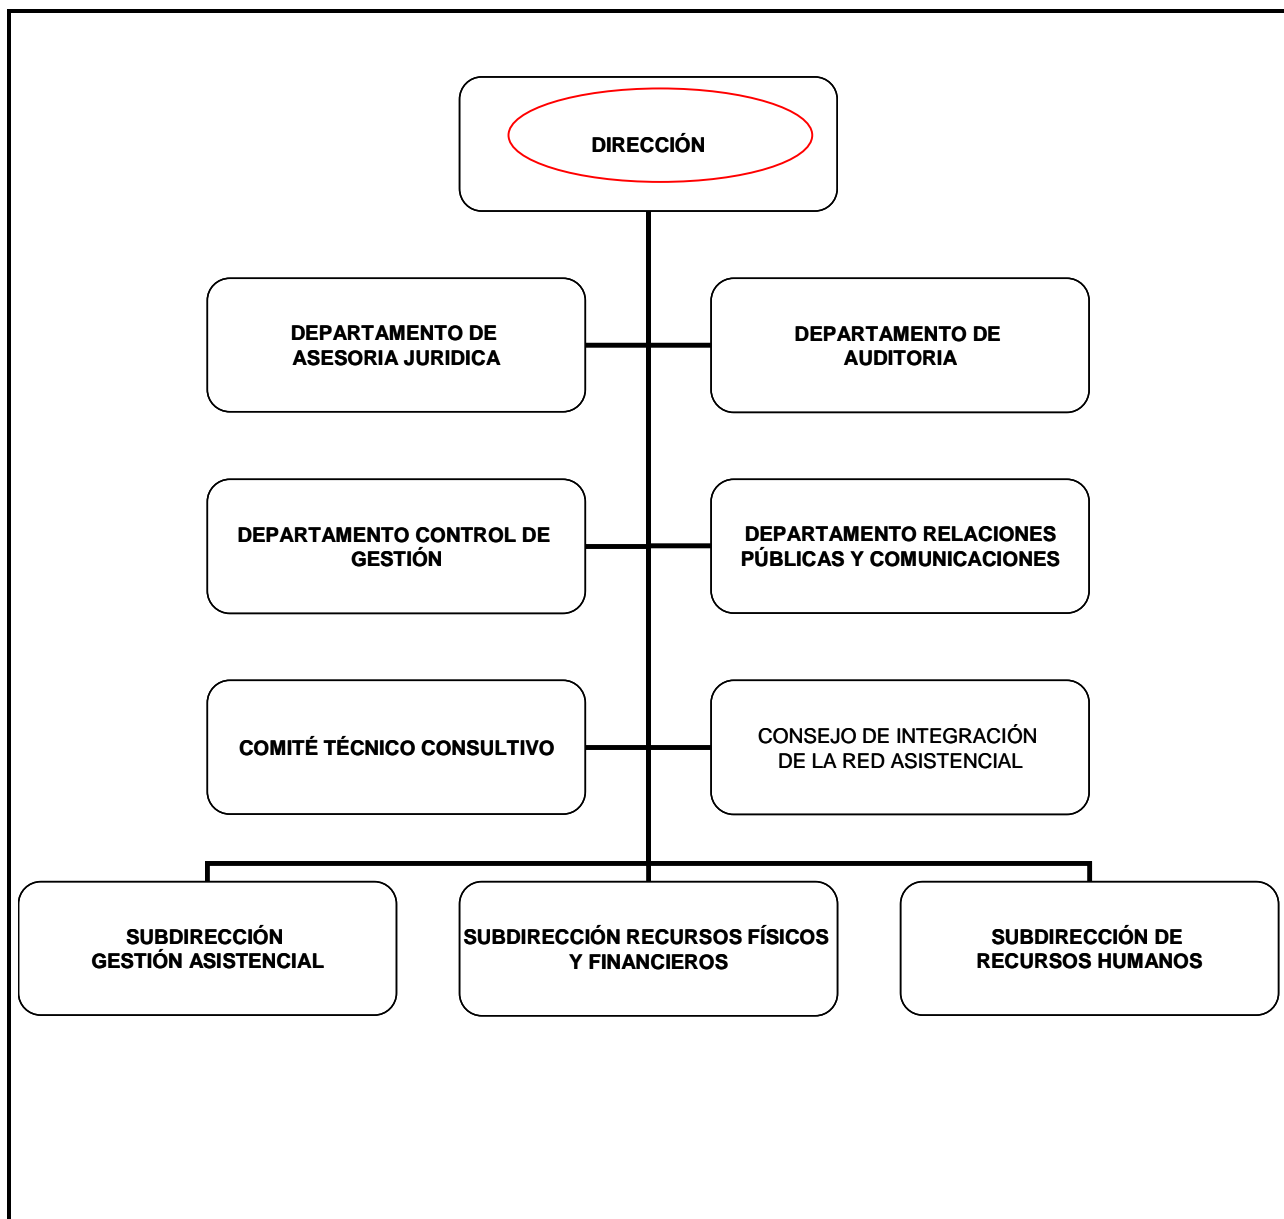 DIRECCIÓN
DEPARTAMENTO DE
ASESORIA JURIDICA
DEPARTAMENTO DE
AUDITORIA
DEPARTAMENTO CONTROL DE
GESTIÓN
DEPARTAMENTO RELACIONES
PÚBLICAS Y COMUNICACIONES
COMITÉ TÉCNICO CONSULTIVO
CONSEJO DE INTEGRACIÓN
DE LA RED ASISTENCIAL
SUBDIRECCIÓN
GESTIÓN ASISTENCIAL
SUBDIRECCIÓN RECURSOS FÍSICOS
Y FINANCIEROS
SUBDIRECCIÓN DE
RECURSOS HUMANOS